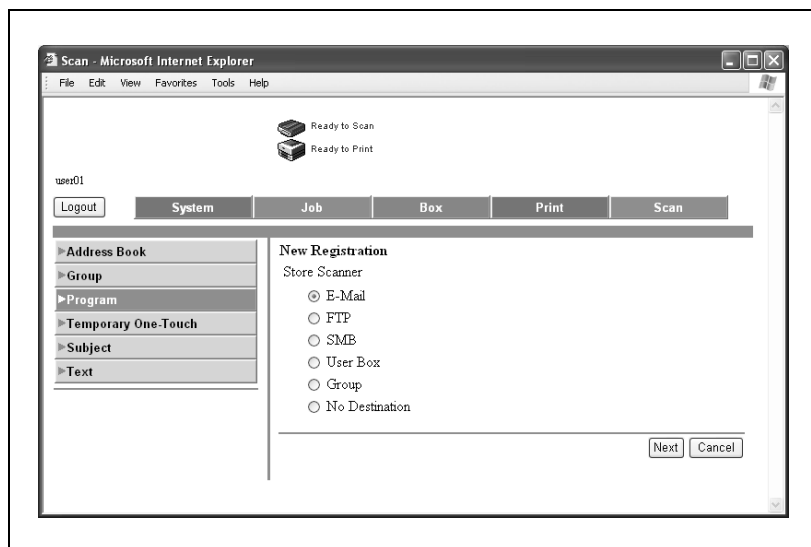 Scan - Microsoft Internet Explorer
File Edit View Favorites Tools Help
Ready to Scan
Ready to Print
user01
Logout System Job Box Print Scan
Address Book
Group
Program
Temporary One-Touch
Subject
Text
New Registration
Store Scanner
E-Mail
FTP
SMB
User Box
Group
No Destination
Next Cancel